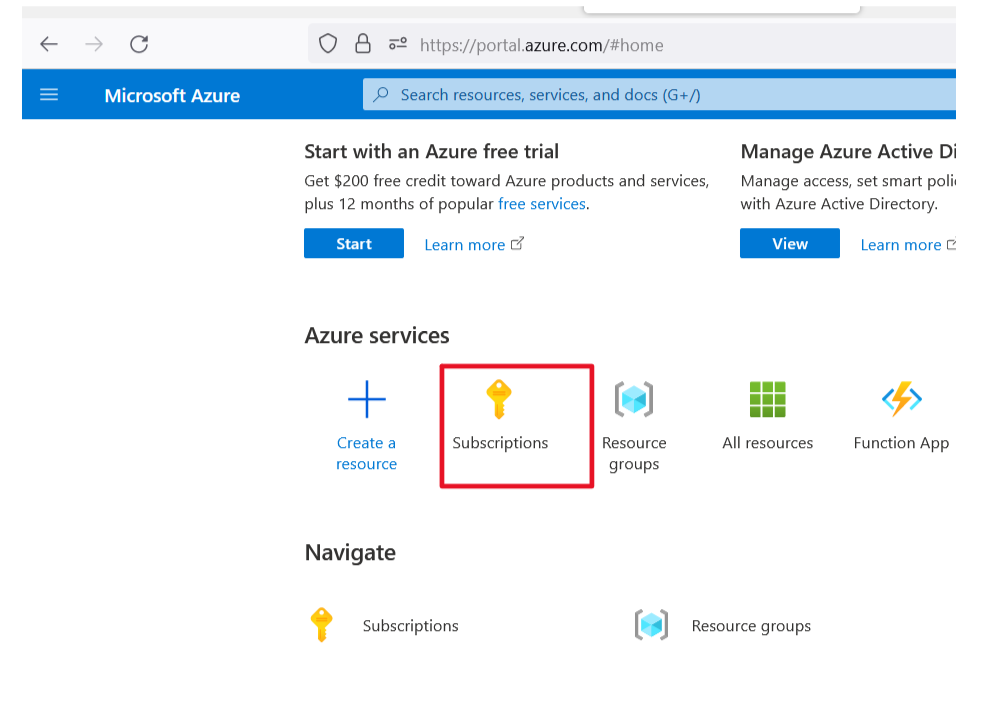 https://portal.azure.com/#home
Microsoft Azure
Search resources, services, and docs (G+/)
Start with an Azure free trial
Get $200 free credit toward Azure products and services,
plus 12 months of popular free services.
Start
Learn more
Manage Azure Active Di
Manage access, set smart poli
with Azure Active Directory.
View
Learn more
Azure services
Create a
resource
Subscriptions
Resource
groups
All resources
Function App
Navigate
Subscriptions
Resource groups